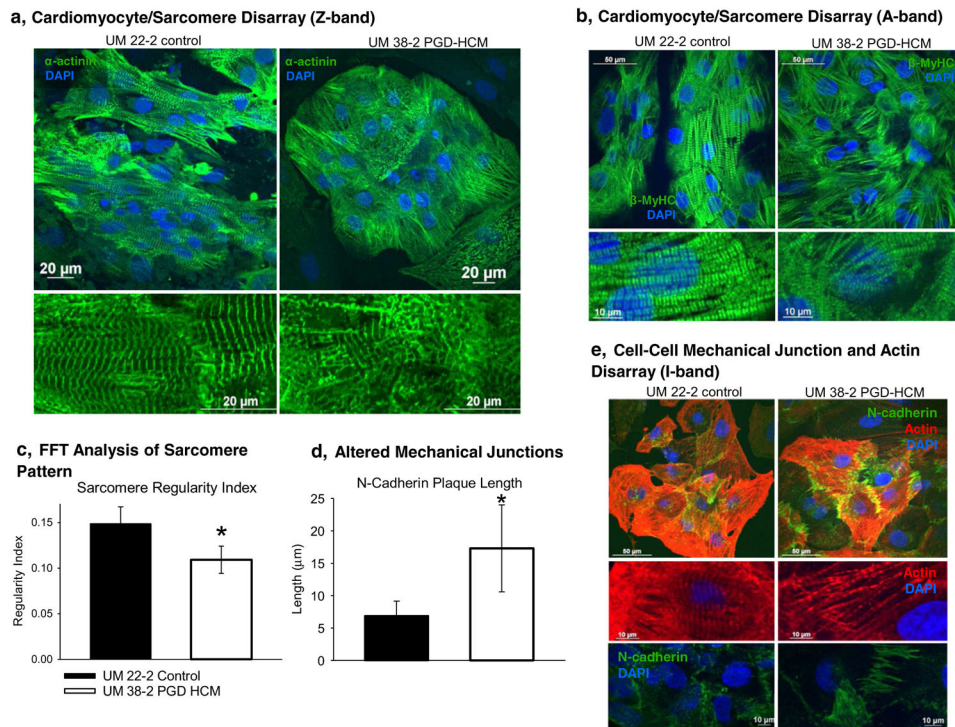 a, Cardiomyocyte/Sarcomere Disarray (Z-band)
UM 22-2 control
UM 38-2 PGD-HCM
α-actinin
DAPI
α-actinin
DAPI
20 µm
20 µm
20 µm
20 µm
b, Cardiomyocyte/Sarcomere Disarray (A-band)
UM 22-2 control
UM 38-2 PGD-HCM
50 µm
50 µm
β-MyHC
DAPI
β-MyHC
DAPI
10 µm
10 µm
c, FFT Analysis of Sarcomere
Pattern
Sarcomere Regularity Index
Regularity Index
0.15
0.10
0.05
0.00
*
UM 22-2 Control
UM 38-2 PGD HCM
d, Altered Mechanical Junctions
N-Cadherin Plaque Length
Length (µm)
25
20
15
10
5
0
*
e, Cell-Cell Mechanical Junction and Actin
Disarray (I-band)
UM 22-2 control
UM 38-2 PGD-HCM
N-cadherin
Actin
DAPI
50 µm
50 µm
Actin
DAPI
10 µm
10 µm
N-cadherin
DAPI
10 µm
10 µm